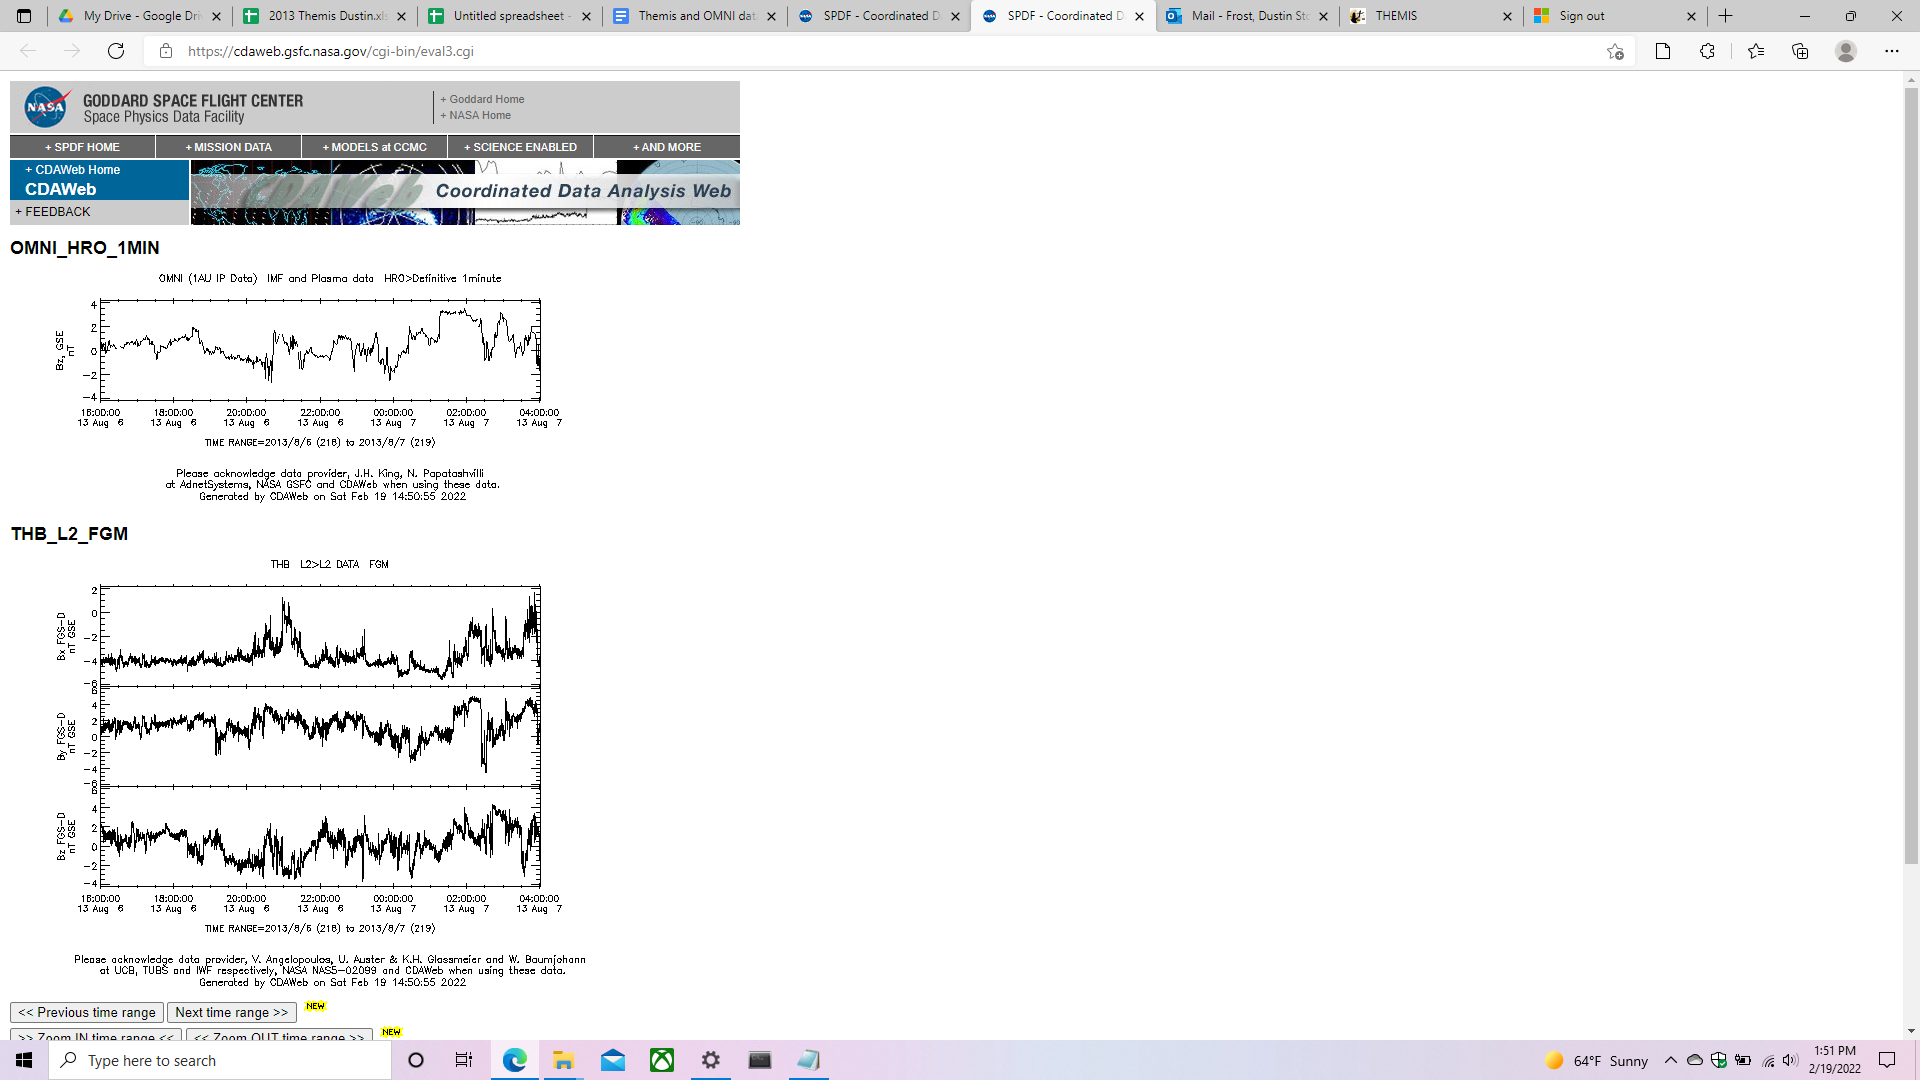 My Drive - Google Dri
2013 Themis Dustin.xl
Untitled spreadsheet -
Themis and OMNI dat
SPDF - Coordinated D
SPDF - Coordinated D
Mail - Frost, Dustin St
THEMIS
Sign out
https://cdaweb.gsfc.nasa.gov/cgi-bin/eval3.cgi
NASA
GODDARD SPACE FLIGHT CENTER
Space Physics Data Facility
+ Goddard Home
+ NASA Home
+ SPDF HOME
+ MISSION DATA
+ MODELS at CCMC
+ SCIENCE ENABLED
+ AND MORE
+ CDAWeb Home
CDAWeb
+ FEEDBACK
CDAWeb
Coordinated Data Analysis Web
OMNI_HRO_1MIN
OMNI (1AU IP Data) IMF and Plasma data HRO>Definitive 1minute
Bz, GSE
nT
4
2
0
-2
-4
16:00:00 18:00:00 20:00:00 22:00:00 00:00:00 02:00:00 04:00:00
13 Aug 6 13 Aug 6 13 Aug 6 13 Aug 6 13 Aug 7 13 Aug 7 13 Aug 7
TIME RANGE=2013/8/6 (218) to 2013/8/7 (219)
Please acknowledge data provider, J.H. King, N. Papatashvilli
at AdnetSystems, NASA GSFC and CDAWeb when using these data.
Generated by CDAWeb on Sat Feb 19 14:50:55 2022
THB_L2_FGM
THB L2>L2 DATA FGM
Bx FGS-D
nT GSE
2
0
-2
-4
-6
By FGS-D
nT GSE
6
4
2
0
-2
-4
-6
Bz FGS-D
nT GSE
6
4
2
0
-2
-4
16:00:00 18:00:00 20:00:00 22:00:00 00:00:00 02:00:00 04:00:00
13 Aug 6 13 Aug 6 13 Aug 6 13 Aug 6 13 Aug 7 13 Aug 7 13 Aug 7
TIME RANGE=2013/8/6 (218) to 2013/8/7 (219)
Please acknowledge data provider, V. Angelopoulos, U. Auster & K.H. Glassmeier and W. Baumjohann
at UCB, TUBS and IWF respectively, NASA NAS5-02099 and CDAWeb when using these data.
Generated by CDAWeb on Sat Feb 19 14:50:55 2022
<< Previous time range
Next time range >>
NEW
>> Zoom IN time range <<
<< Zoom OUT time range >>
NEW
Type here to search
64°F Sunny
1:51 PM
2/19/2022